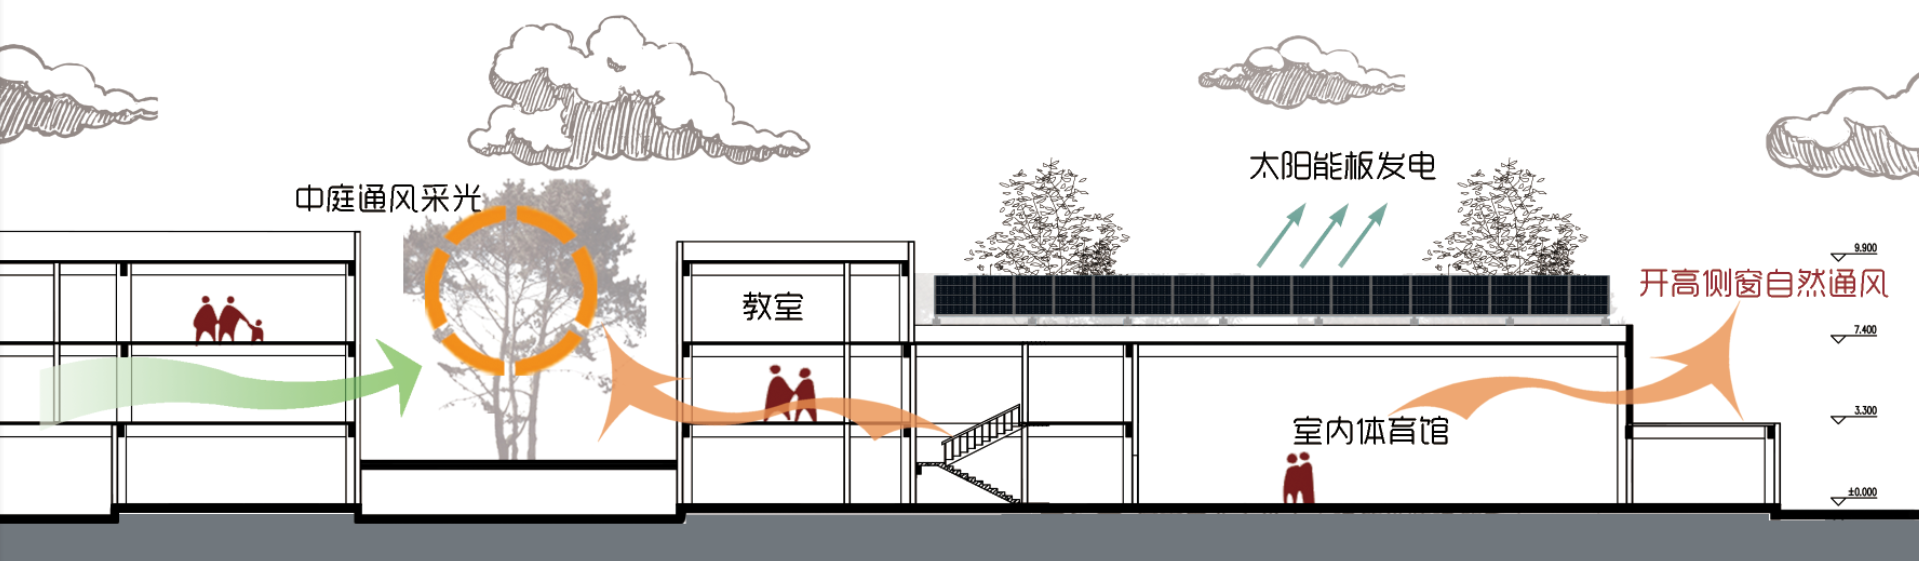 太阳能板发电
中庭通风采光
9.900
开高侧窗自然通风
教室
7.400
3.300
室内体育馆
±0.000